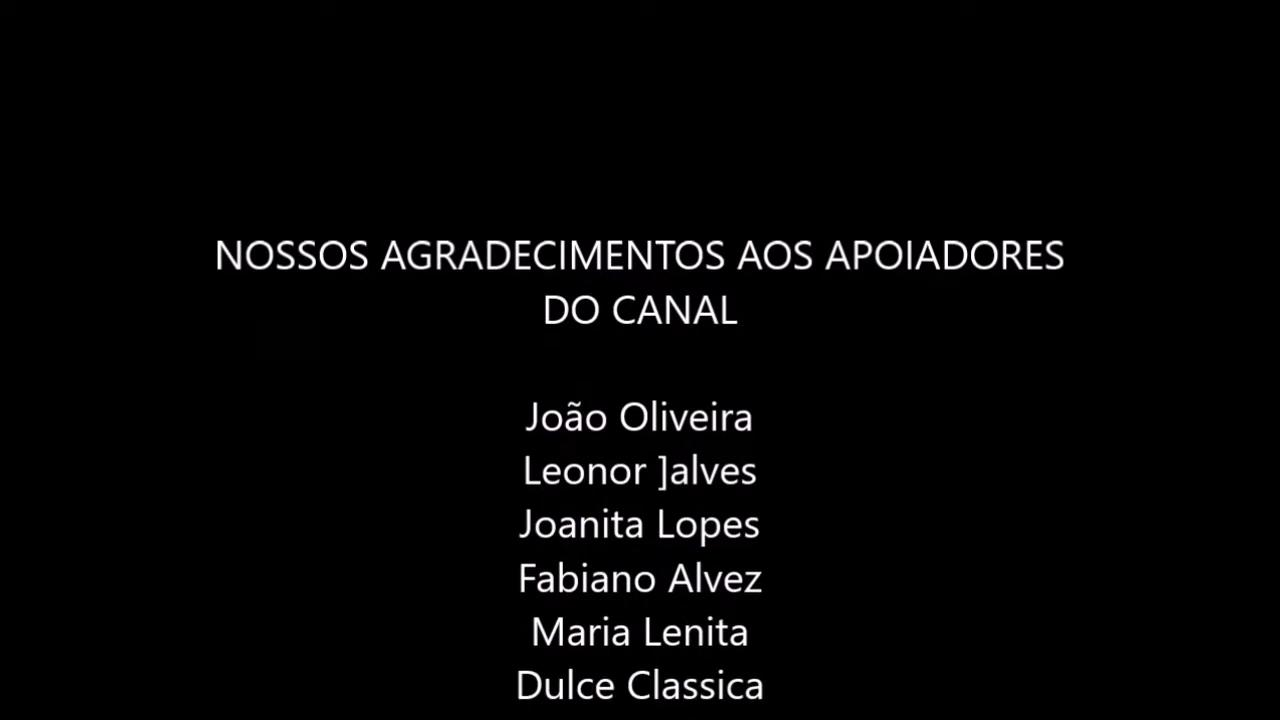 NOSSOS AGRADECIMENTOS AOS APOIADORES
DO CANAL
João Oliveira
Leonor ]alves
Joanita Lopes
Fabiano Alvez
Maria Lenita
Dulce Classica